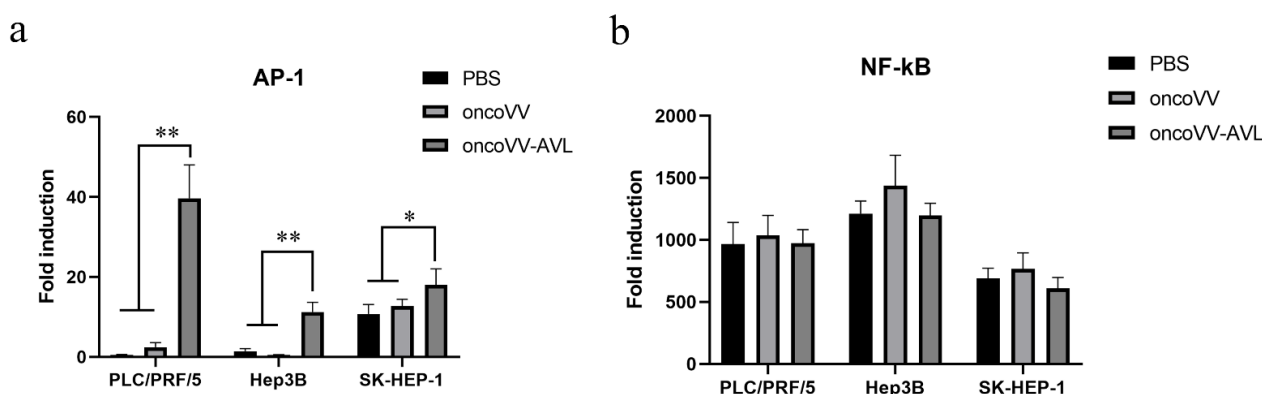 a
AP-1
PBS
oncoVV
oncoVV-AVL
Fold induction
60
40
20
0
**
**
*
PLC/PRF/5 Hep3B SK-HEP-1
b
NF-kB
PBS
oncoVV
oncoVV-AVL
Fold induction
2000
1500
1000
500
0
PLC/PRF/5 Hep3B SK-HEP-1